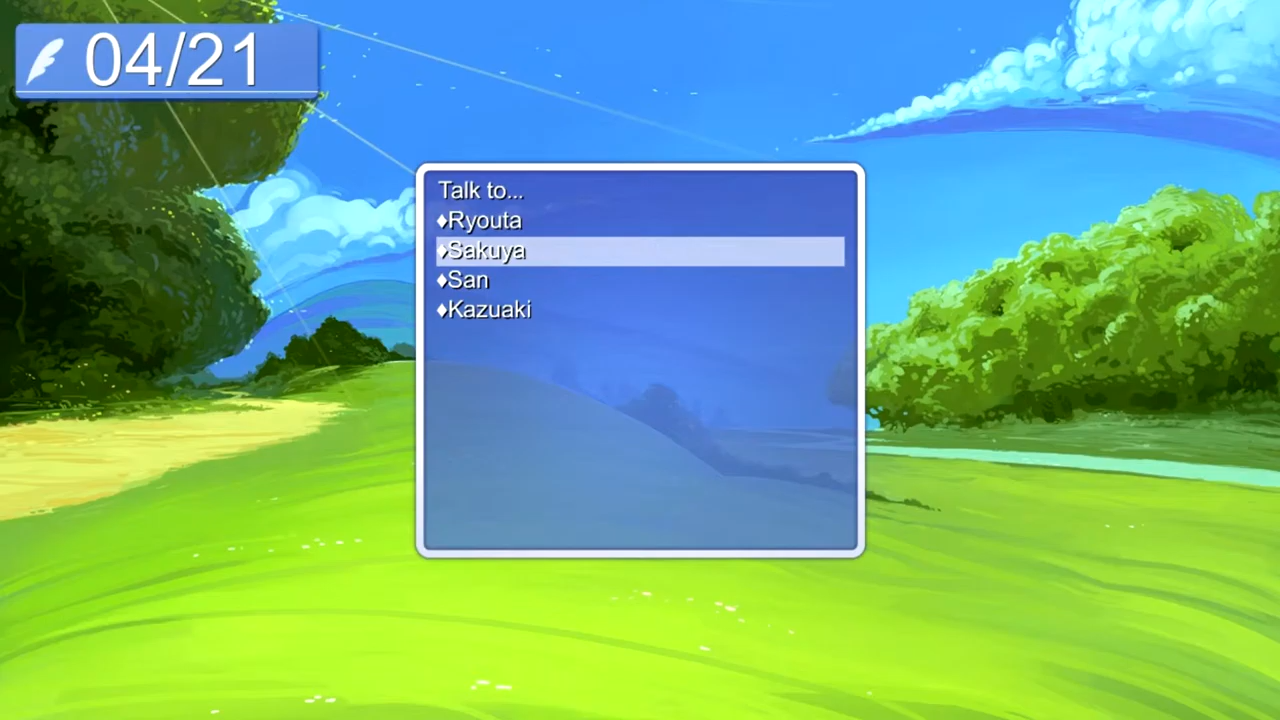 04/21
Talk to...
♦Ryouta
♦Sakuya
♦San
♦Kazuaki